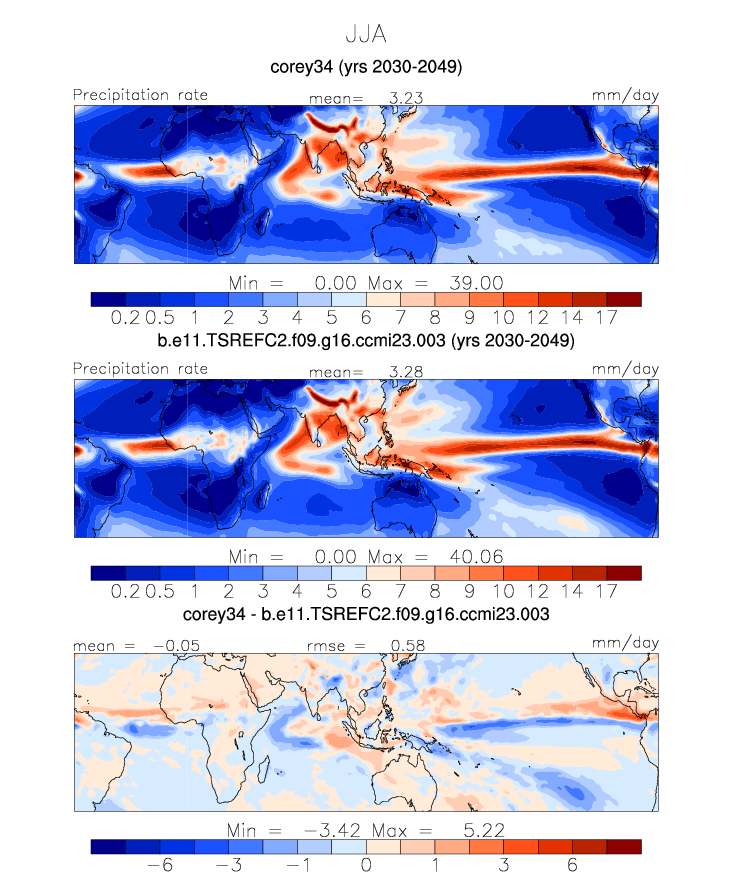 JJA
corey34 (yrs 2030-2049)
Precipitation rate mean= 3.23 mm/day
Min = 0.00 Max = 39.00
0.2 0.5 1 2 3 4 5 6 7 8 9 10 12 14 17
b.e11.TSREFC2.f09.g16.ccmi23.003 (yrs 2030-2049)
Precipitation rate mean= 3.28 mm/day
Min = 0.00 Max = 40.06
0.2 0.5 1 2 3 4 5 6 7 8 9 10 12 14 17
corey34 - b.e11.TSREFC2.f09.g16.ccmi23.003
mean = -0.05 rmse = 0.58 mm/day
Min = -3.42 Max = 5.22
-6 -3 -1 0 1 3 6